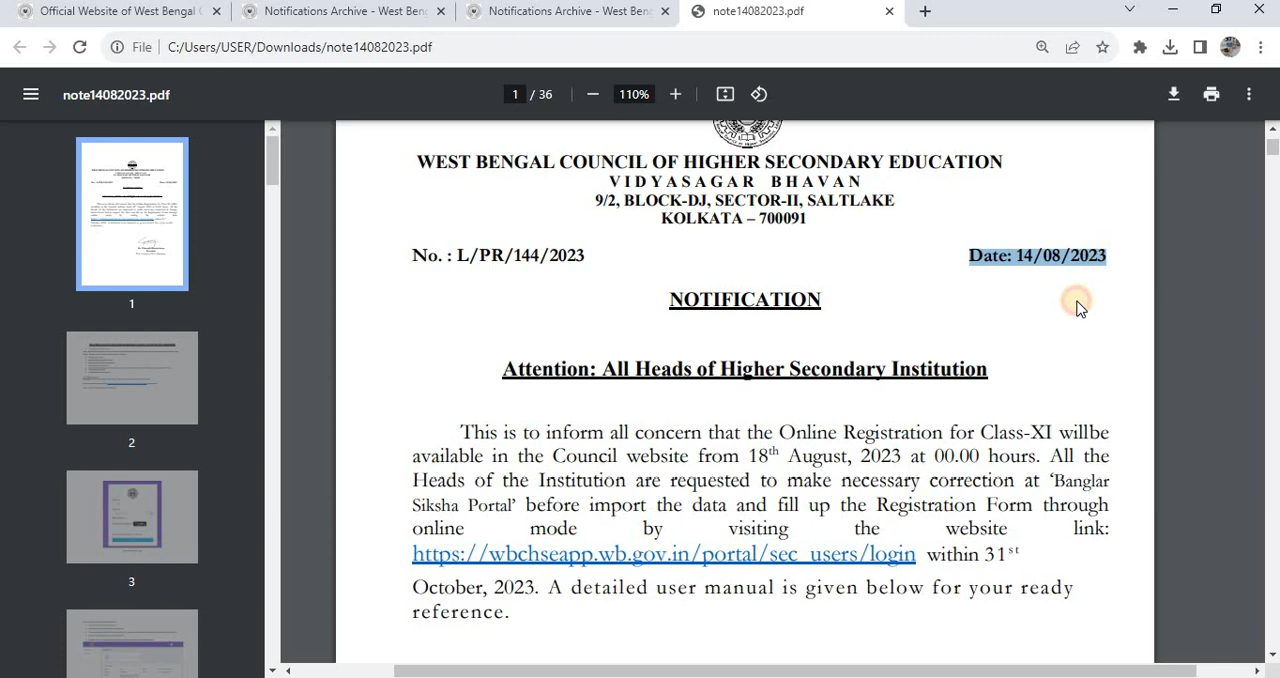 Official Website of West Bengal
Notifications Archive - West Ben
Notifications Archive - West Ben
note14082023.pdf
File
C:/Users/USER/Downloads/note14082023.pdf
note14082023.pdf
1 / 36
110%
1
2
3
WEST BENGAL COUNCIL OF HIGHER SECONDARY EDUCATION
VIDYASAGAR BHAVAN
9/2, BLOCK-DJ, SECTOR-II, SALTLAKE
KOLKATA – 700091
No. : L/PR/144/2023 Date: 14/08/2023
NOTIFICATION
Attention: All Heads of Higher Secondary Institution
This is to inform all concern that the Online Registration for Class-XI willbe
available in the Council website from 18th August, 2023 at 00.00 hours. All the
Heads of the Institution are requested to make necessary correction at ‘Banglar
Siksha Portal’ before import the data and fill up the Registration Form through
online mode by visiting the website link:
https://wbchseapp.wb.gov.in/portal/sec_users/login within 31st
October, 2023. A detailed user manual is given below for your ready
reference.